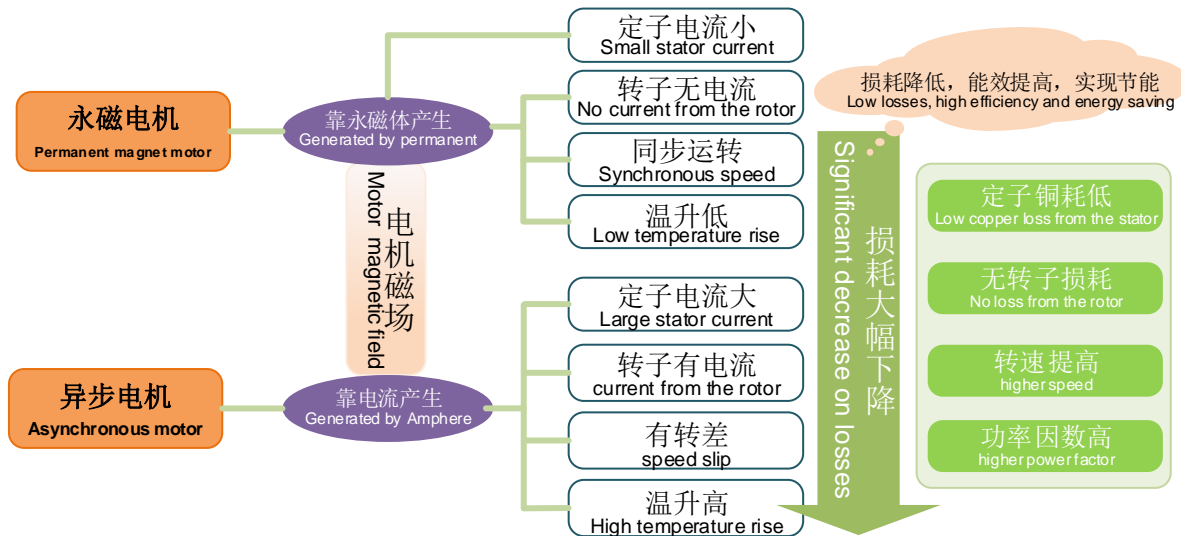 永磁电机
Permanent magnet motor
靠永磁体产生
Generated by permanent
定子电流小
Small stator current
转子无电流
No current from the rotor
同步运转
Synchronous speed
温升低
Low temperature rise
电机磁场
Motor magnetic field
异步电机
Asynchronous motor
靠电流产生
Generated by Amphere
定子电流大
Large stator current
转子有电流
current from the rotor
有转差
speed slip
温升高
High temperature rise
损耗降低，能效提高，实现节能
Low losses, high efficiency and energy saving
损耗大幅下降
Significant decrease on losses
定子铜耗低
Low copper loss from the stator
无转子损耗
No loss from the rotor
转速提高
higher speed
功率因数高
higher power factor